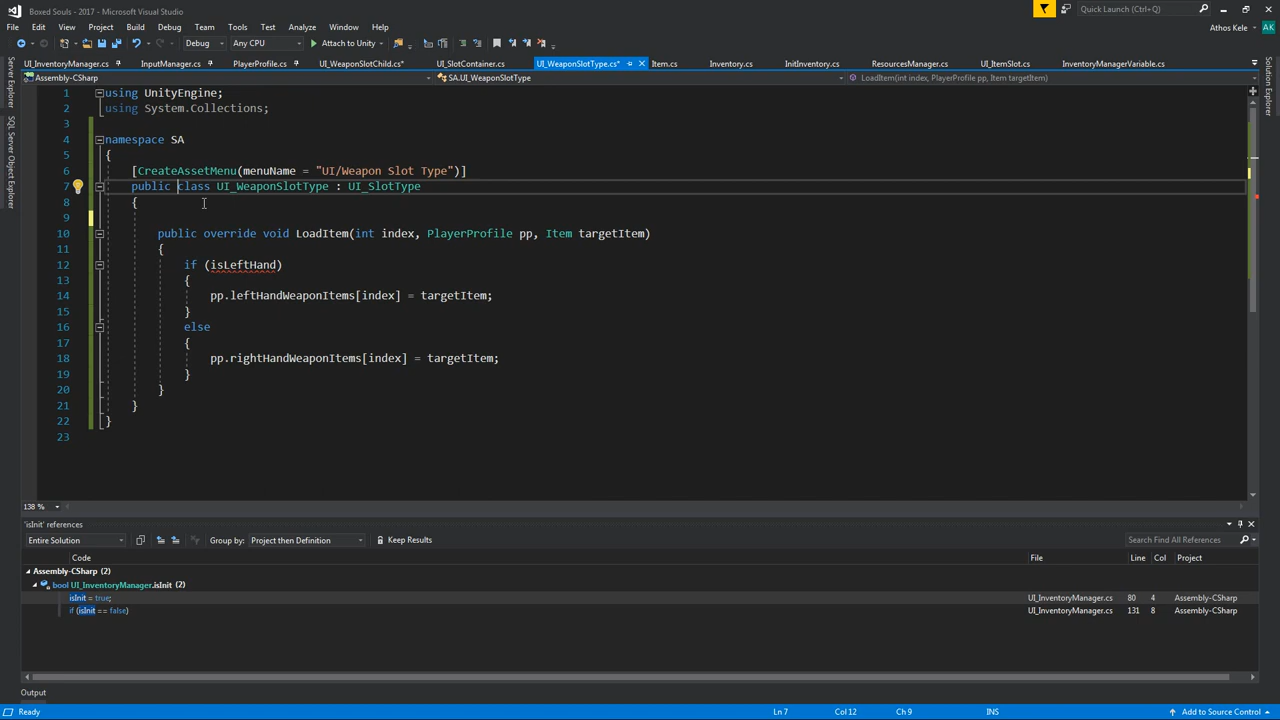 Boxed Souls - 2017 - Microsoft Visual Studio
Quick Launch (Ctrl+Q)
File Edit View Project Build Debug Team Tools Test Analyze Window Help
Athos Kele AK
Debug Any CPU Attach to Unity
UI_InventoryManager.cs InputManager.cs PlayerProfile.cs UI_WeaponSlotChild.cs* UI_SlotContainer.cs UI_WeaponSlotType.cs* Item.cs Inventory.cs InitInventory.cs ResourcesManager.cs UI_ItemSlot.cs InventoryManagerVariable.cs
Assembly-CSharp SA.UI_WeaponSlotType LoadItem(int index, PlayerProfile pp, Item targetItem)
Server Explorer
SQL Server Object Explorer
Solution Explorer
1 using UnityEngine;
2 using System.Collections;
3
4 namespace SA
5 {
6 [CreateAssetMenu(menuName = "UI/Weapon Slot Type")]
7 public class UI_WeaponSlotType : UI_SlotType
8 {
9
10 public override void LoadItem(int index, PlayerProfile pp, Item targetItem)
11 {
12 if (isLeftHand)
13 {
14 pp.leftHandWeaponItems[index] = targetItem;
15 }
16 else
17 {
18 pp.rightHandWeaponItems[index] = targetItem;
19 }
20 }
21 }
22 }
23
138 %
'isInit' references
Entire Solution Group by: Project then Definition Keep Results Search Find All References
Code File Line Col Project
Assembly-CSharp (2)
bool UI_InventoryManager.isInit (2)
isInit = true; UI_InventoryManager.cs 80 4 Assembly-CSharp
if (isInit == false) UI_InventoryManager.cs 131 8 Assembly-CSharp
Output
Ready Ln 7 Col 12 Ch 9 INS Add to Source Control